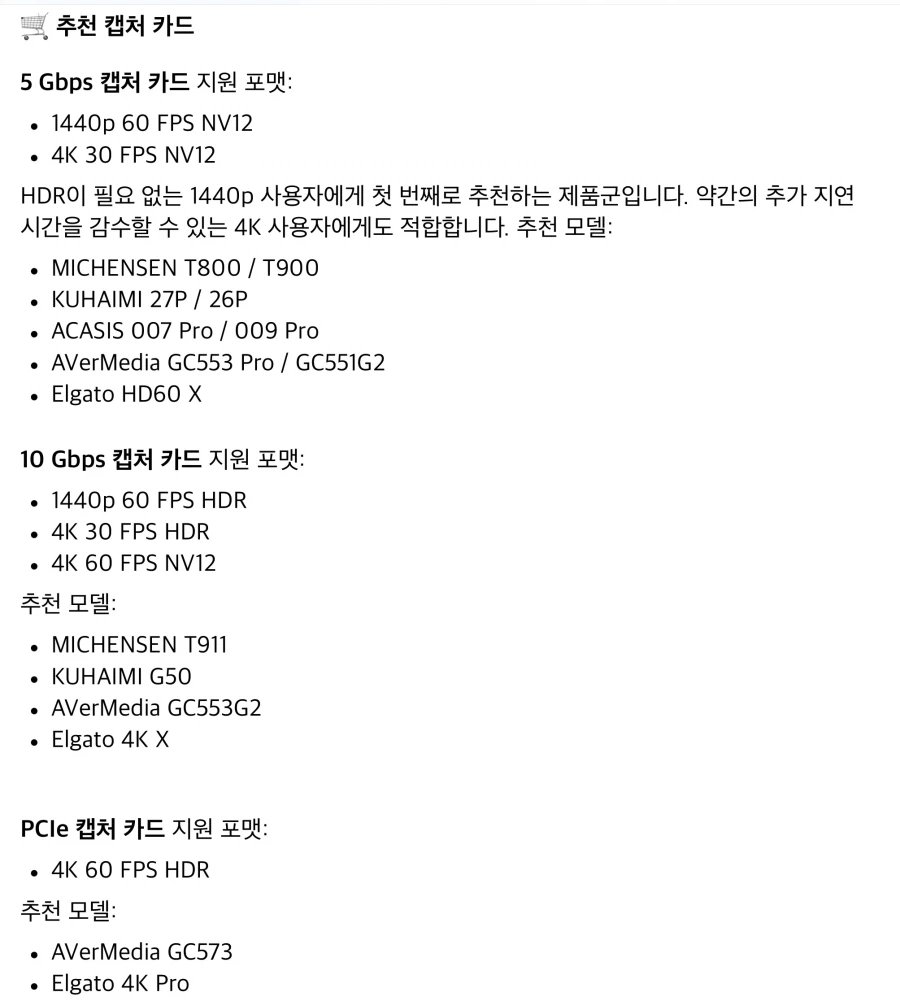 🛒 추천 캡처 카드
5 Gbps 캡처 카드 지원 포맷:
• 1440p 60 FPS NV12
• 4K 30 FPS NV12
HDR이 필요 없는 1440p 사용자에게 첫 번째로 추천하는 제품군입니다. 약간의 추가 지연
시간을 감수할 수 있는 4K 사용자에게도 적합합니다. 추천 모델:
• MICHENSEN T800 / T900
• KUHAIMI 27P / 26P
• ACASIS 007 Pro / 009 Pro
• AVerMedia GC553 Pro / GC551G2
• Elgato HD60 X
10 Gbps 캡처 카드 지원 포맷:
• 1440p 60 FPS HDR
• 4K 30 FPS HDR
• 4K 60 FPS NV12
추천 모델:
• MICHENSEN T911
• KUHAIMI G50
• AVerMedia GC553G2
• Elgato 4K X
PCIe 캡처 카드 지원 포맷:
• 4K 60 FPS HDR
추천 모델:
• AVerMedia GC573
• Elgato 4K Pro